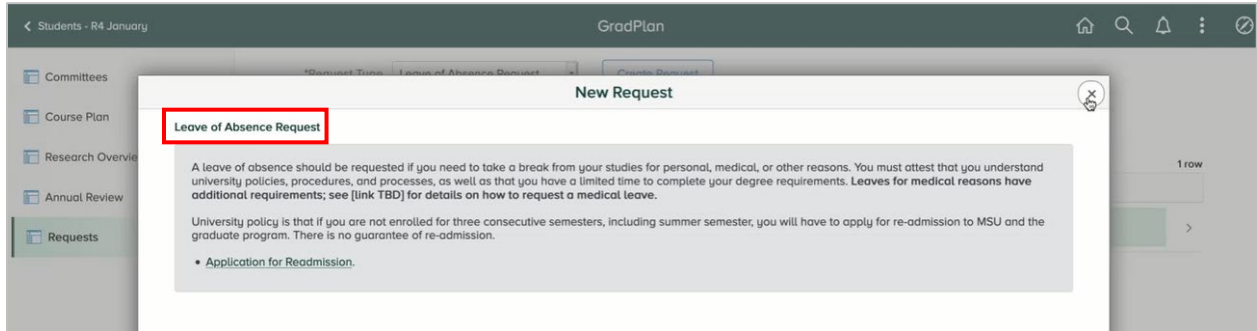 Students - R4 January
GradPlan
Committees
*Request Type Leave of Absence Request Create Request
New Request
Course Plan
Leave of Absence Request
Research Overvie
A leave of absence should be requested if you need to take a break from your studies for personal, medical, or other reasons. You must attest that you understand
university policies, procedures, and processes, as well as that you have a limited time to complete your degree requirements. Leaves for medical reasons have
additional requirements; see [link TBD] for details on how to request a medical leave.
1 row
Annual Review
University policy is that if you are not enrolled for three consecutive semesters, including summer semester, you will have to apply for re-admission to MSU and the
graduate program. There is no guarantee of re-admission.
Requests
• Application for Readmission.